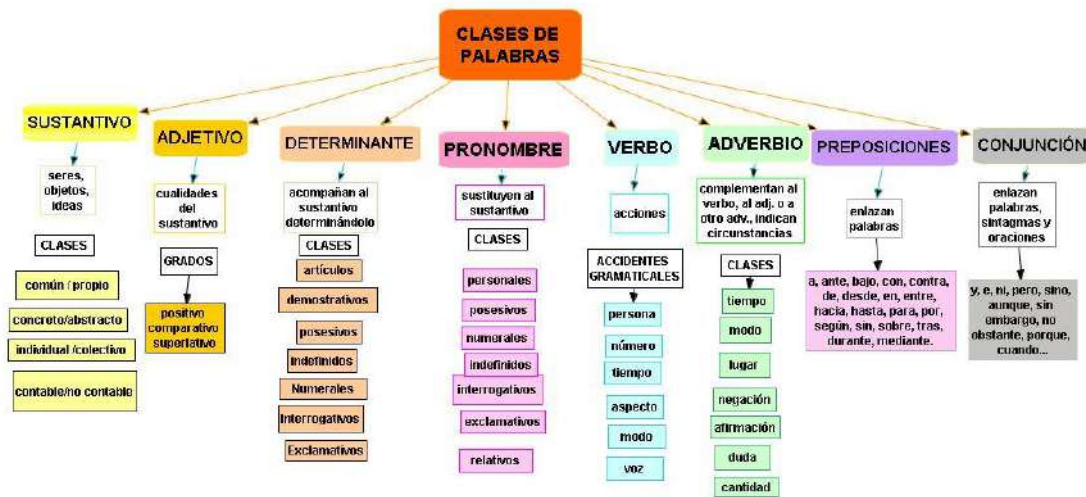 CLASES DE
PALABRAS
SUSTANTIVO
seres,
objetos,
ideas
CLASES
común / propio
concreto/abstracto
individual /colectivo
contable/no contable
ADJETIVO
cualidades
del
sustantivo
GRADOS
positivo
comparativo
superlativo
DETERMINANTE
acompañan al
sustantivo
determinándolo
CLASES
artículos
demostrativos
posesivos
indefinidos
Numerales
Interrogativos
Exclamativos
PRONOMBRE
sustituyen al
sustantivo
CLASES
personales
posesivos
numerales
indefinidos
interrogativos
exclamativos
relativos
VERBO
acciones
ACCIDENTES
GRAMATICALES
persona
número
tiempo
aspecto
modo
voz
ADVERBIO
complementan al
verbo, al adj. o a
otro adv., indican
circunstancias
CLASES
tiempo
modo
lugar
negación
afirmación
duda
cantidad
PREPOSICIONES
enlazan
palabras
a, ante, bajo, con, contra,
de, desde, en, entre,
hacia, hasta, para, por,
según, sin, sobre, tras,
durante, mediante.
CONJUNCIÓN
enlazan
palabras,
sintagmas y
oraciones
y, e, ni, pero, sino,
aunque, sin
embargo, no
obstante, porque,
cuando...